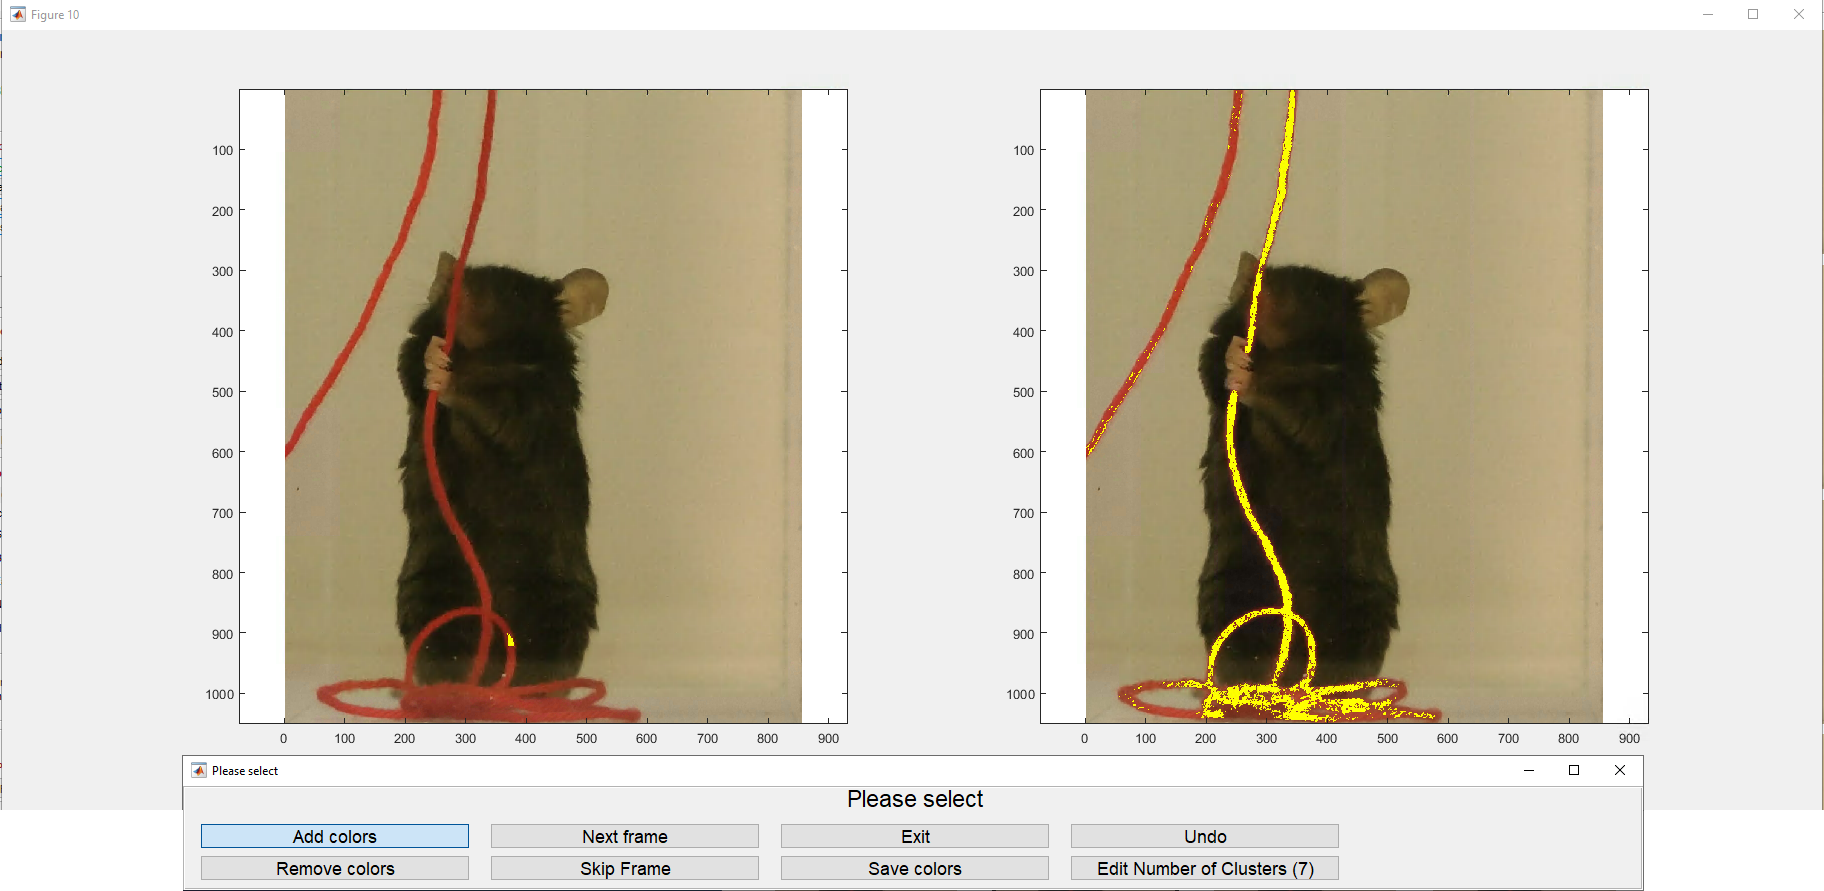 Figure 10
100
200
300
400
500
600
700
800
900
1000
0 100 200 300 400 500 600 700 800 900
100
200
300
400
500
600
700
800
900
1000
0 100 200 300 400 500 600 700 800 900
Please select
Please select
Add colors Next frame Exit Undo
Remove colors Skip Frame Save colors Edit Number of Clusters (7)